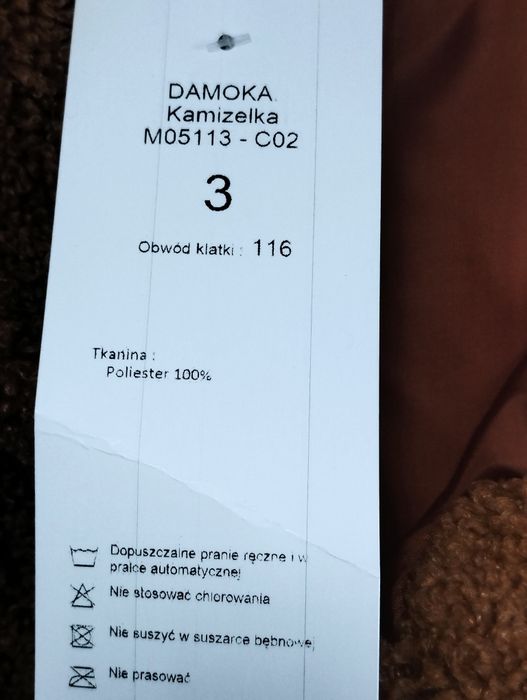 DAMOKA
Kamizelka
M05113 - C02
3
Obwód klatki : 116
Tkanina :
Poliester 100%
Dopuszczalne pranie ręczne i w
pralce automatycznej
Nie stosować chlorowania
Nie suszyć w suszarce bębnowej
Nie prasować